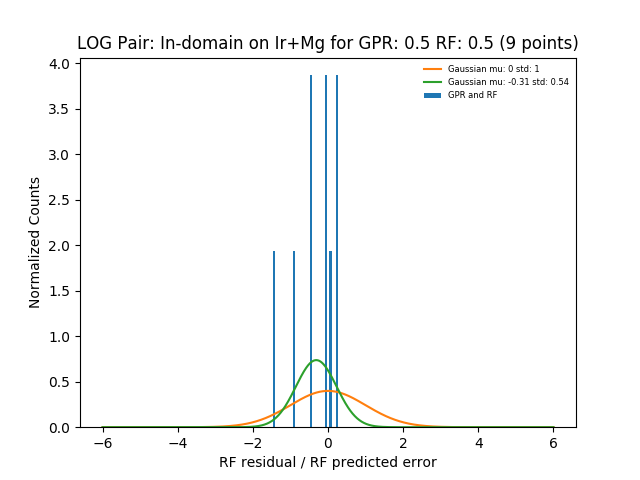 LOG Pair: In-domain on Ir+Mg for GPR: 0.5 RF: 0.5 (9 points)
Gaussian mu: 0 std: 1
Gaussian mu: -0.31 std: 0.54
GPR and RF
Normalized Counts
4.0
3.5
3.0
2.5
2.0
1.5
1.0
0.5
0.0
−6 −4 −2 0 2 4 6
RF residual / RF predicted error